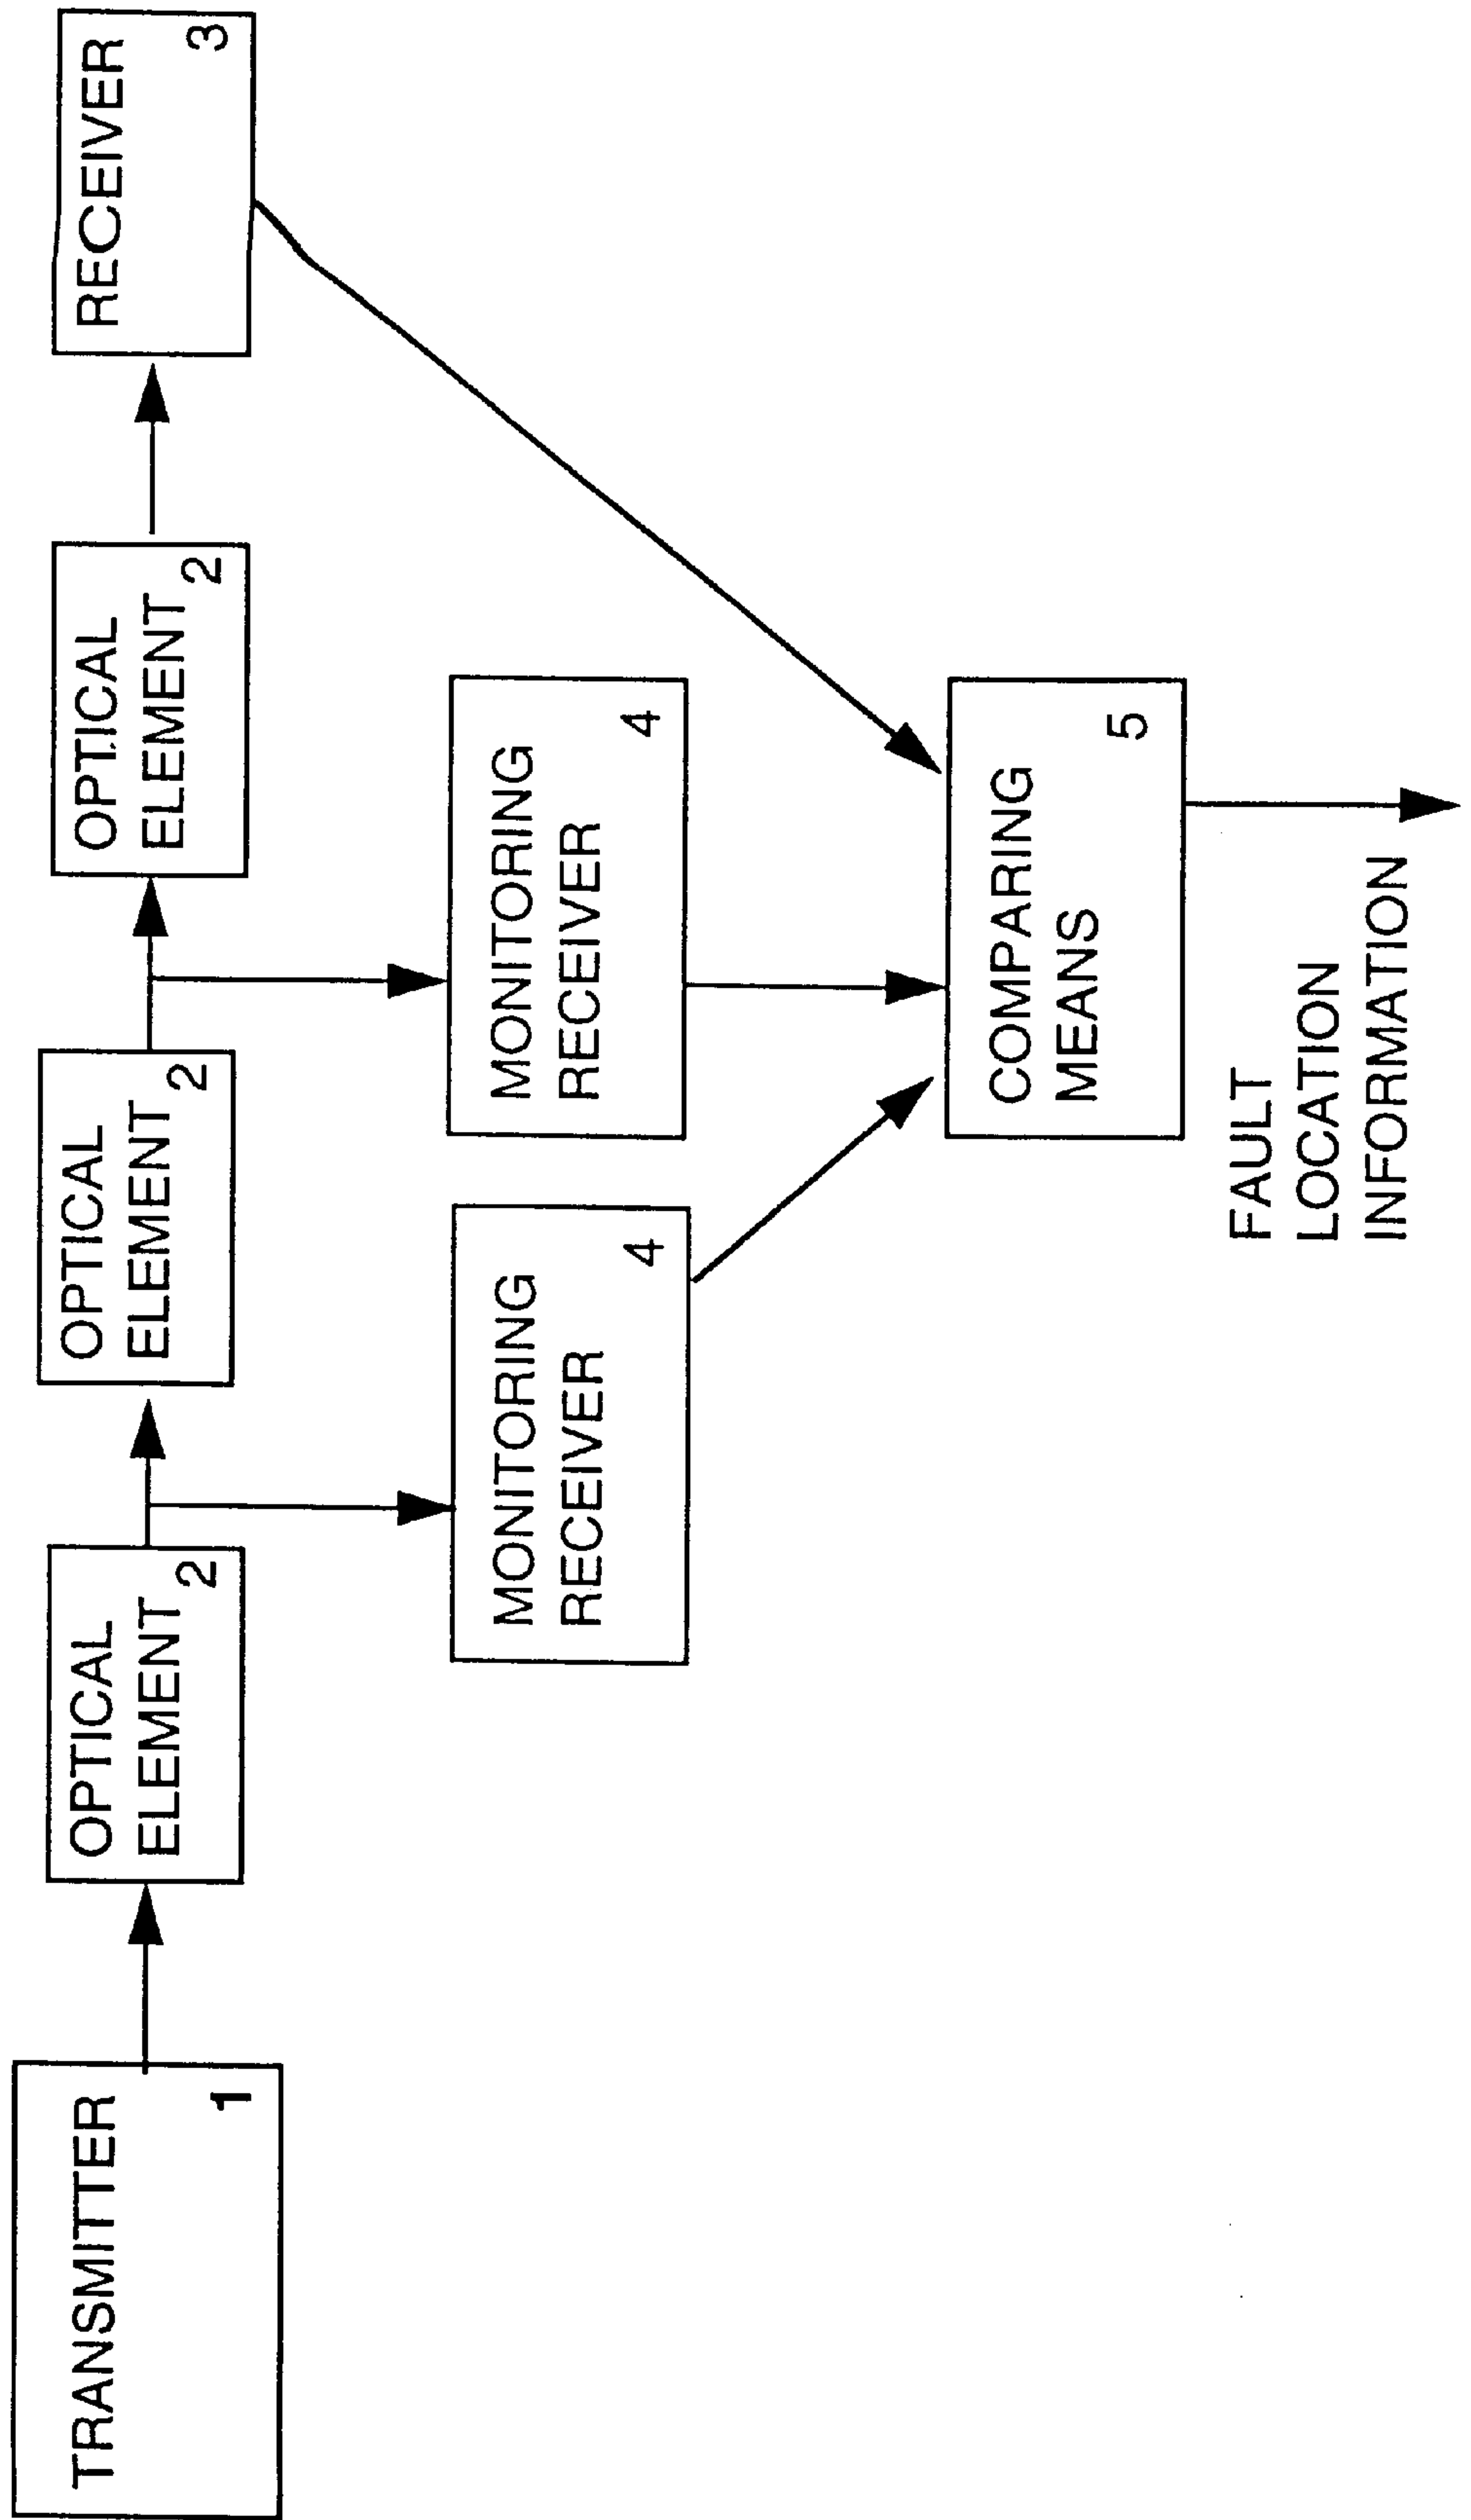 TRANSMITTER
1
OPTICAL
ELEMENT
2
OPTICAL
ELEMENT
2
OPTICAL
ELEMENT
2
RECEIVER
3
MONITORING
RECEIVER
4
MONITORING
RECEIVER
4
COMPARING
MEANS
5
FAULT
LOCATION
INFORMATION